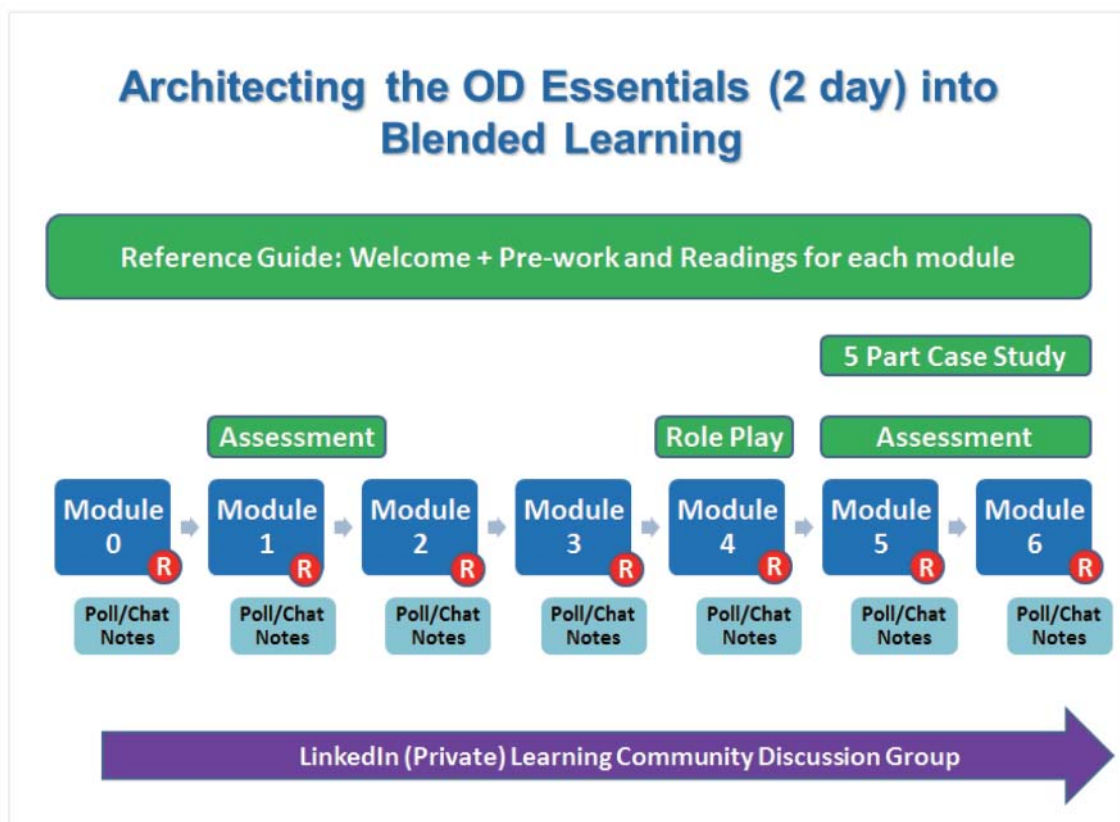 Architecting the OD Essentials (2 day) into
Blended Learning
Reference Guide: Welcome + Pre-work and Readings for each module
5 Part Case Study
Assessment
Role Play
Assessment
Module
0
R
Module
1
R
Module
2
R
Module
3
R
Module
4
R
Module
5
R
Module
6
R
Poll/Chat
Notes
Poll/Chat
Notes
Poll/Chat
Notes
Poll/Chat
Notes
Poll/Chat
Notes
Poll/Chat
Notes
Poll/Chat
Notes
LinkedIn (Private) Learning Community Discussion Group